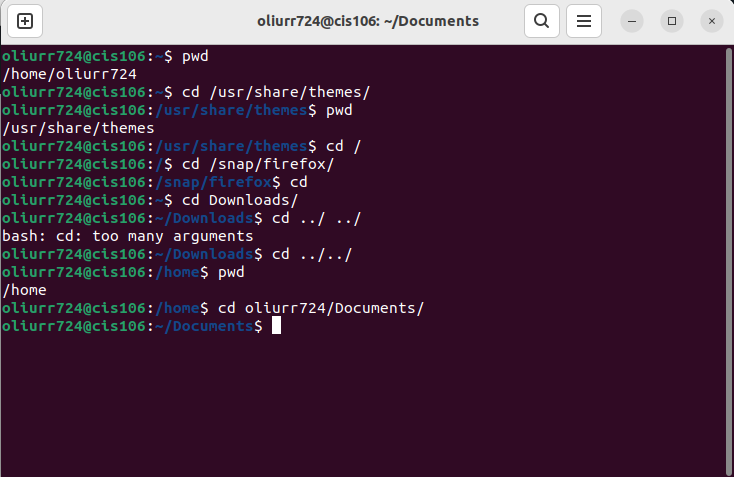 oliurr724@cis106: ~/Documents
oliurr724@cis106:~$ pwd
/home/oliurr724
oliurr724@cis106:~$ cd /usr/share/themes/
oliurr724@cis106:/usr/share/themes$ pwd
/usr/share/themes
oliurr724@cis106:/usr/share/themes$ cd /
oliurr724@cis106:/$ cd /snap/firefox/
oliurr724@cis106:/snap/firefox$ cd
oliurr724@cis106:~$ cd Downloads/
oliurr724@cis106:~/Downloads$ cd ../ ../
bash: cd: too many arguments
oliurr724@cis106:~/Downloads$ cd ../../
oliurr724@cis106:/home$ pwd
/home
oliurr724@cis106:/home$ cd oliurr724/Documents/
oliurr724@cis106:~/Documents$